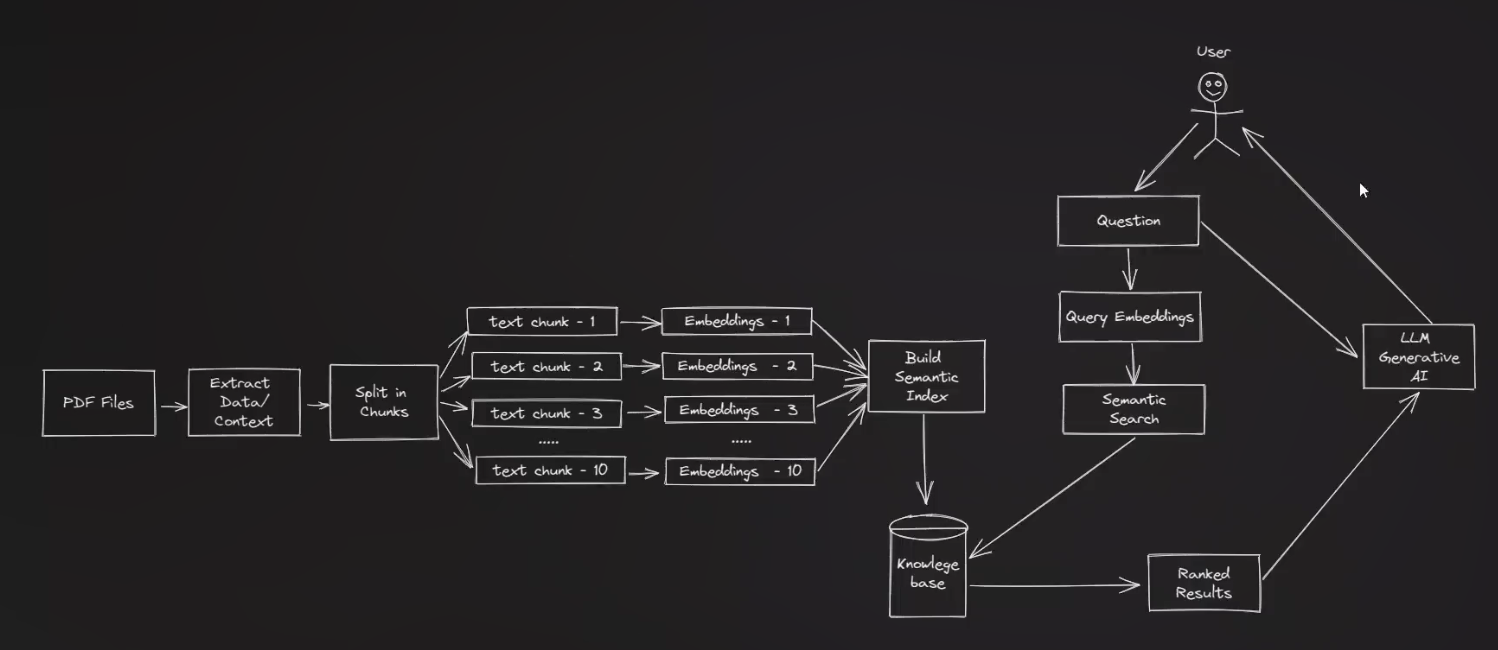 User
Question
Query Embeddings
Semantic
Search
LLM
Generative
AI
PDF Files
Extract
Data/
Context
Split in
Chunks
text chunk - 1
Embeddings - 1
text chunk - 2
Embeddings - 2
text chunk - 3
Embeddings - 3
.....
.....
text chunk - 10
Embeddings - 10
Build
Semantic
Index
Knowlege
base
Ranked
Results